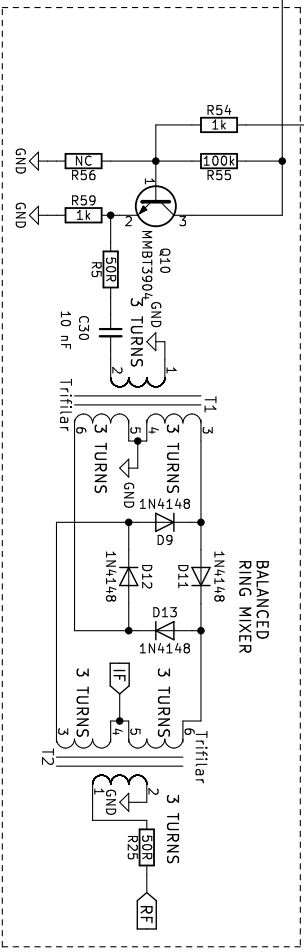 R54
1k
GND
NC
R56
100k
R55
1
GND
R59
1k
2
3
Q10
MMBT3904
50R
R5
C30
10 nF
GND
3 TURNS
2
1
T1
Trifilar
6
5
4
3
3 TURNS
3 TURNS
GND
1N4148
D9
1N4148
D12
D11
1N4148
D13
1N4148
BALANCED
RING MIXER
3 TURNS
IF
3 TURNS
3
4
5
6
T2
Trifilar
1
2
GND
3 TURNS
50R
R25
RF